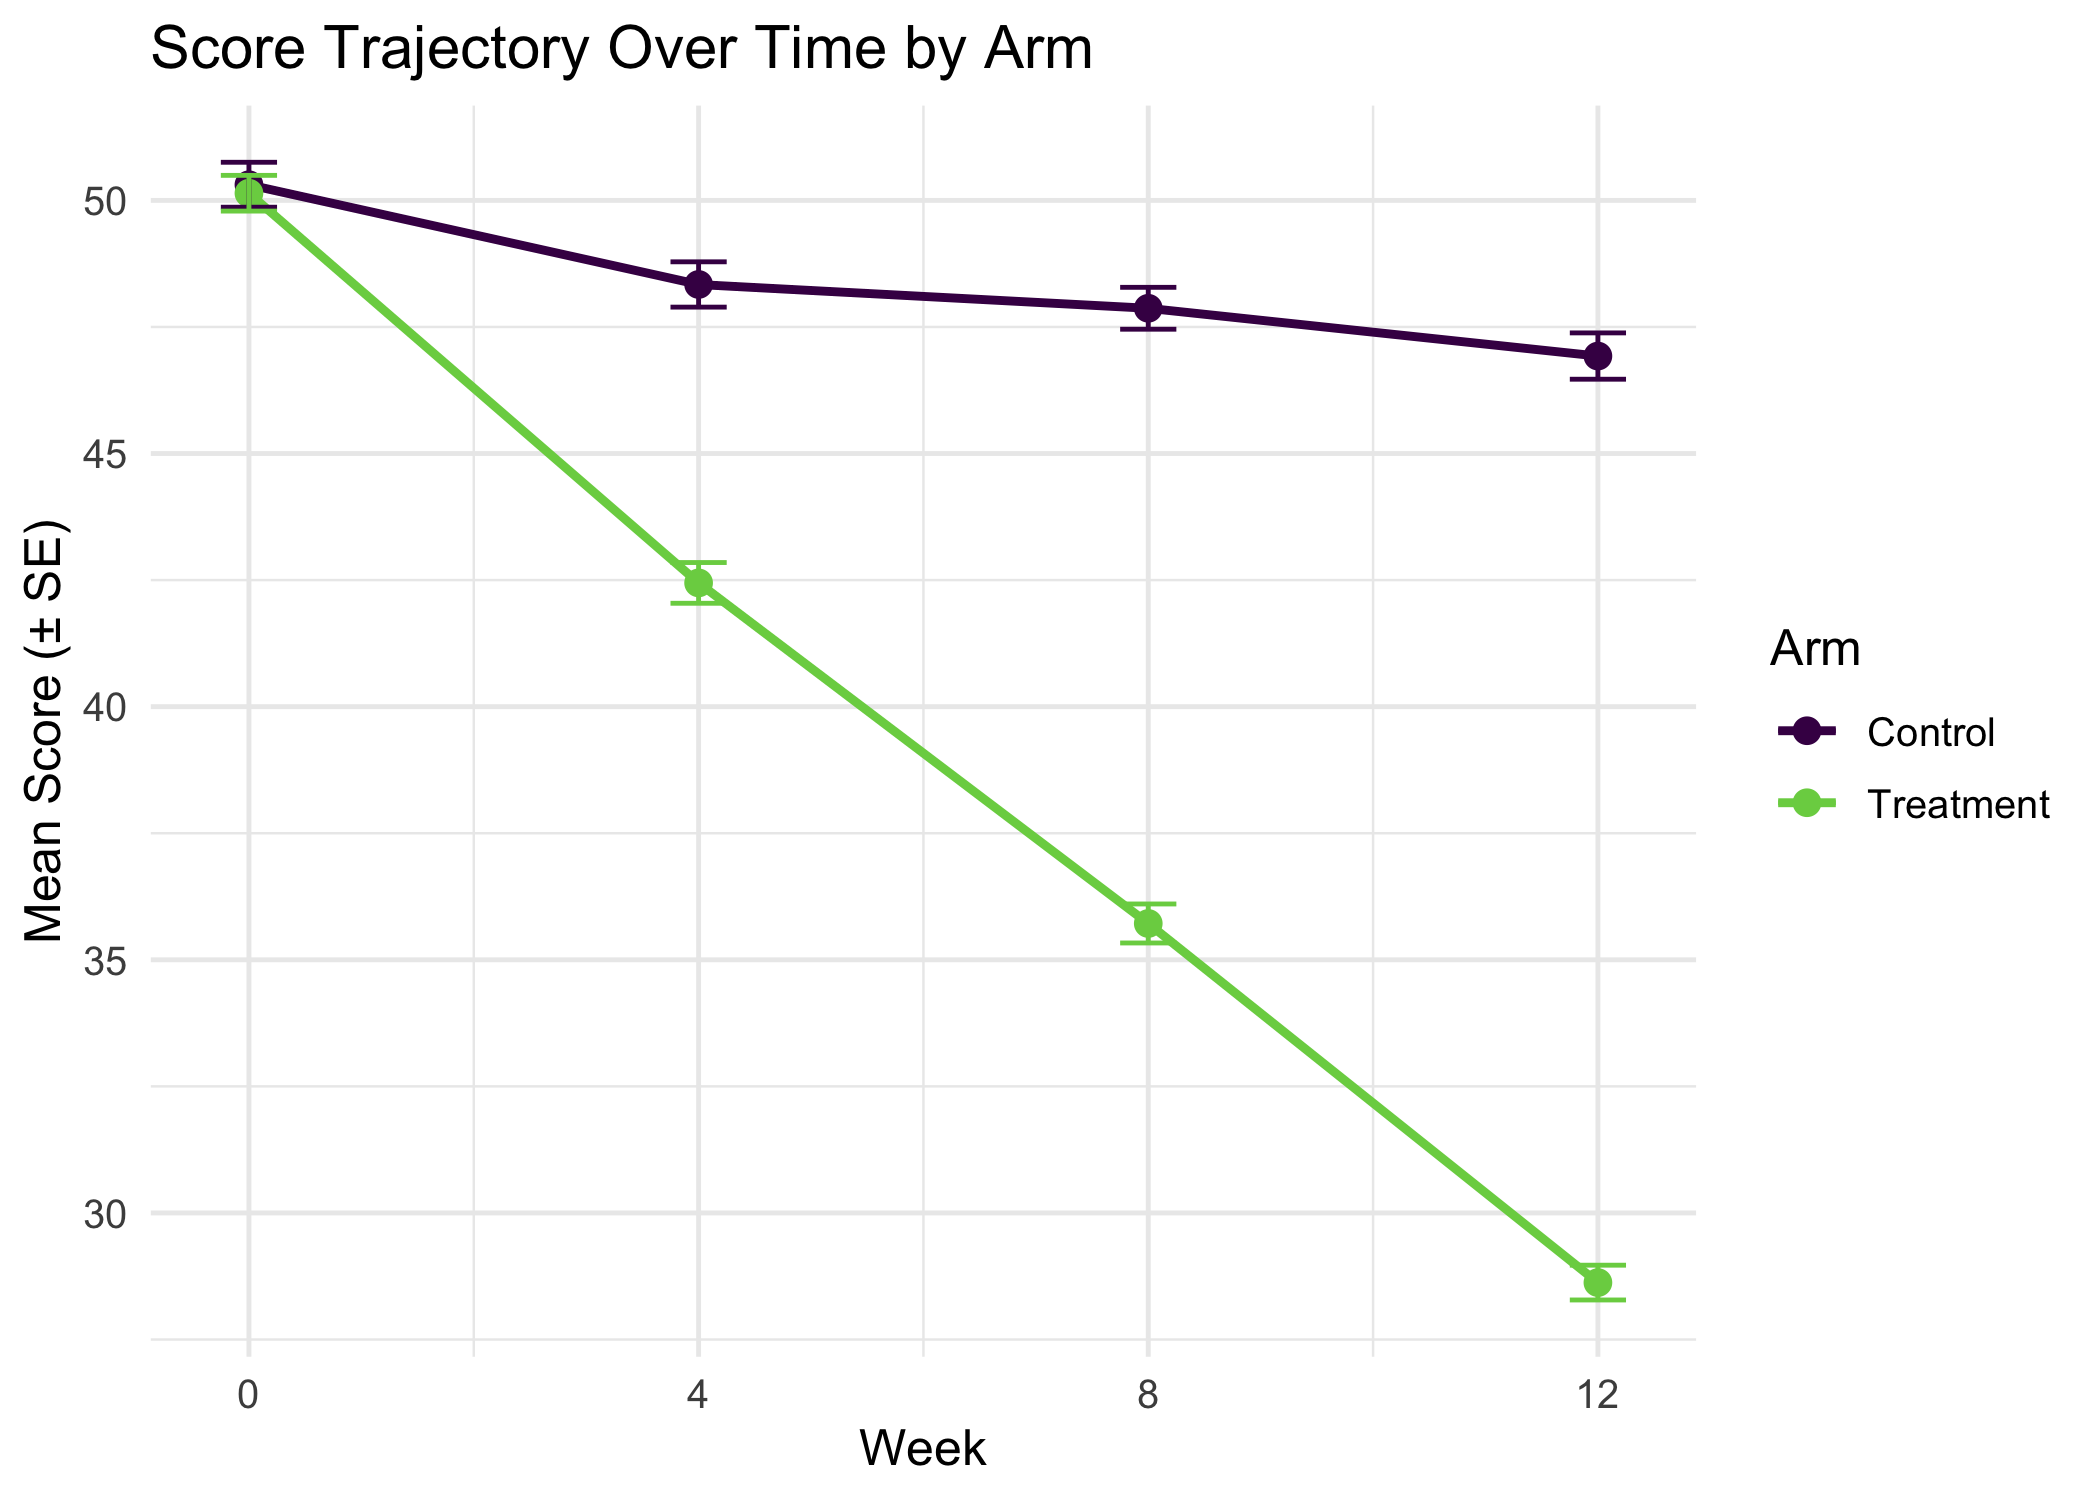 Score Trajectory Over Time by Arm
Mean Score (± SE)
50
45
40
35
30
0
4
8
12
Week
Arm
Control
Treatment